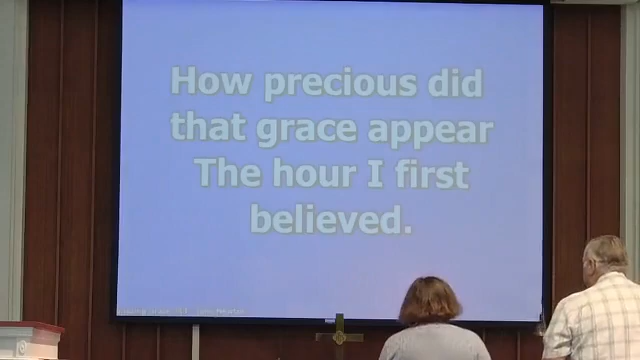 How precious did
that grace appear
The hour I first
believed.